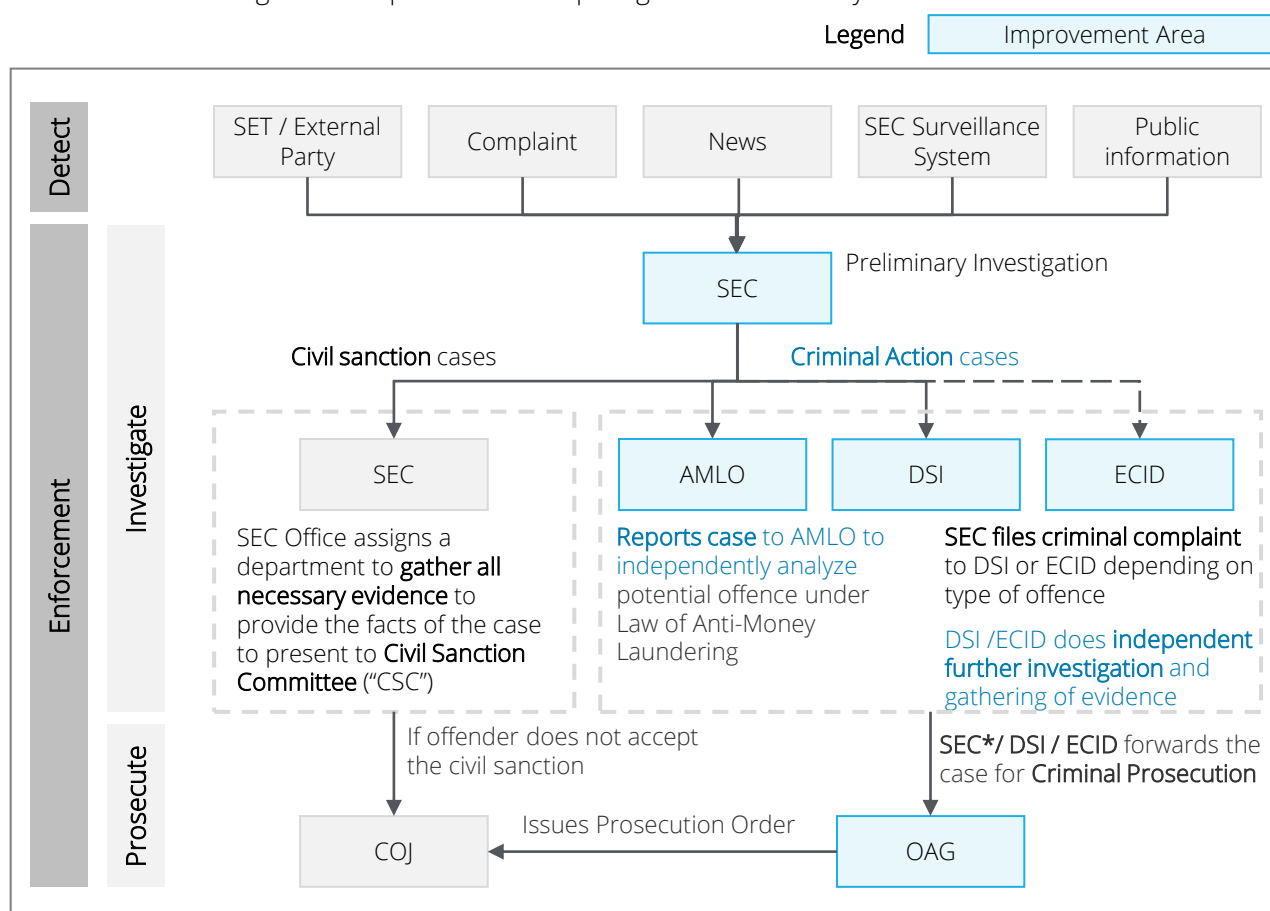 Legend
Improvement Area
Detect
SET / External
Party
Complaint
News
SEC Surveillance
System
Public
information
Enforcement
Investigate
SEC
Preliminary Investigation
Civil sanction cases
Criminal Action cases
SEC
AMLO
DSI
ECID
SEC Office assigns a
department to gather all
necessary evidence to
provide the facts of the case
to present to Civil Sanction
Committee (“CSC”)
Reports case to AMLO to
independently analyze
potential offence under
Law of Anti-Money
Laundering
SEC files criminal complaint
to DSI or ECID depending on
type of offence
DSI /ECID does independent
further investigation and
gathering of evidence
Prosecute
If offender does not accept
the civil sanction
SEC*/ DSI / ECID forwards the
case for Criminal Prosecution
COJ
Issues Prosecution Order
OAG